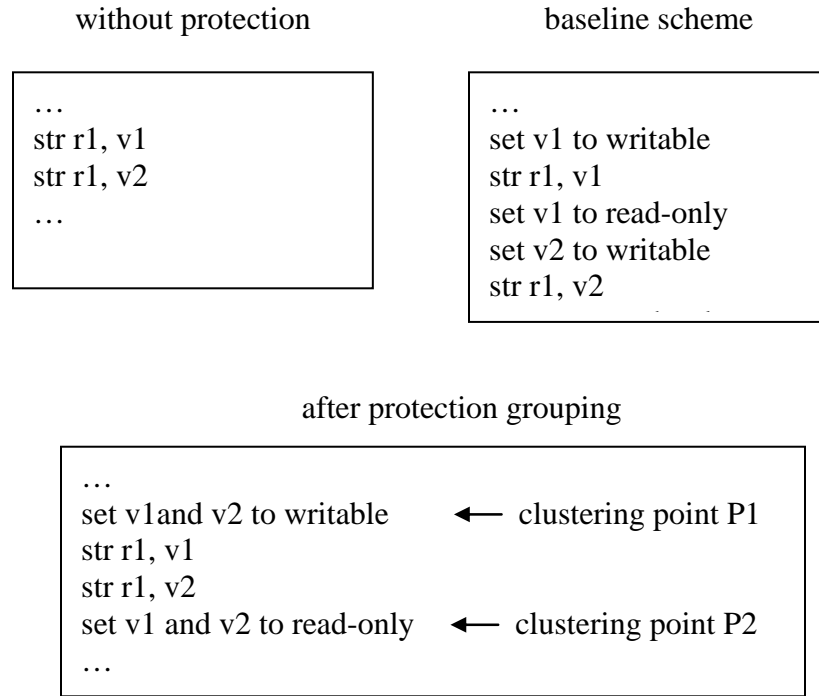 without protection
…
str r1, v1
str r1, v2
…
baseline scheme
…
set v1 to writable
str r1, v1
set v1 to read-only
set v2 to writable
str r1, v2
after protection grouping
…
set v1and v2 to writable ← clustering point P1
str r1, v1
str r1, v2
set v1 and v2 to read-only ← clustering point P2
…